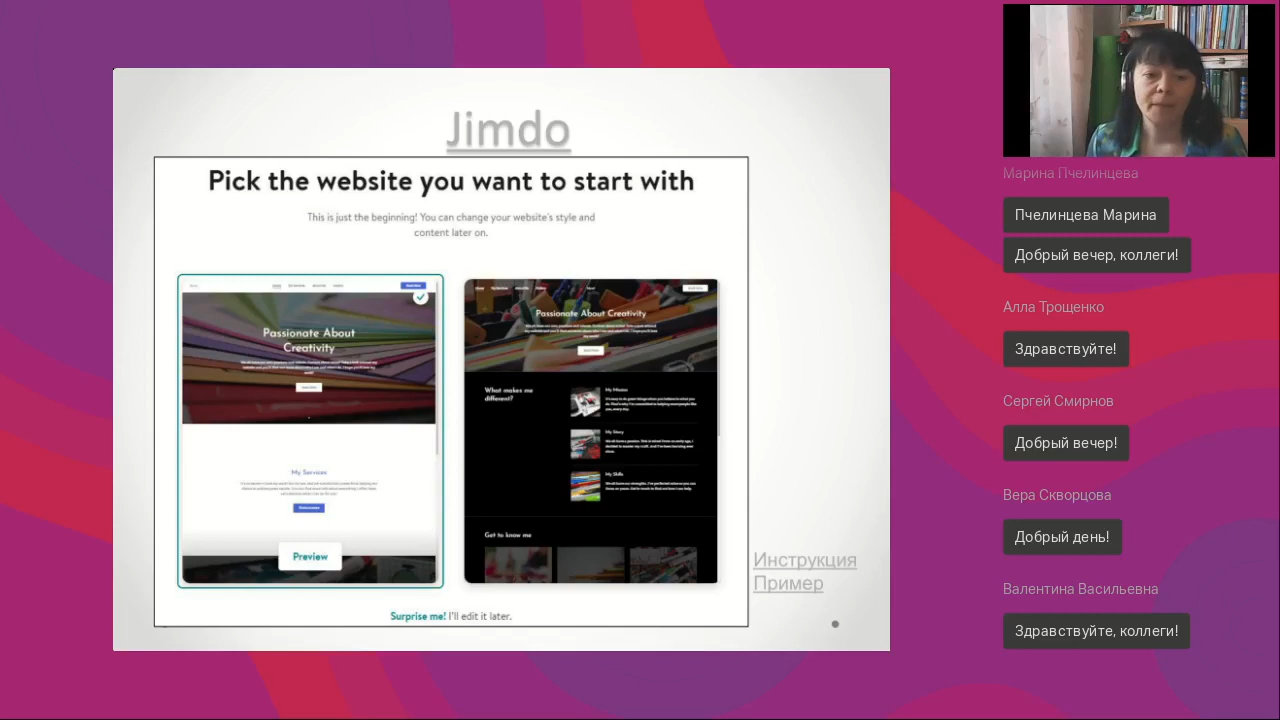 Jimdo
Pick the website you want to start with
This is just the beginning! You can change your website's style and
content later on.
Passionate About
Creativity
My Services
Preview
Passionate About Creativity
What makes me
different?
My Mission
My Story
My Skills
Get to know me
Surprise me! I'll edit it later.
Инструкция
Пример
Марина Пчелинцева
Пчелинцева Марина
Добрый вечер, коллеги!
Алла Трощенко
Здравствуйте!
Сергей Смирнов
Добрый вечер!
Вера Скворцова
Добрый день!
Валентина Васильевна
Здравствуйте, коллеги!